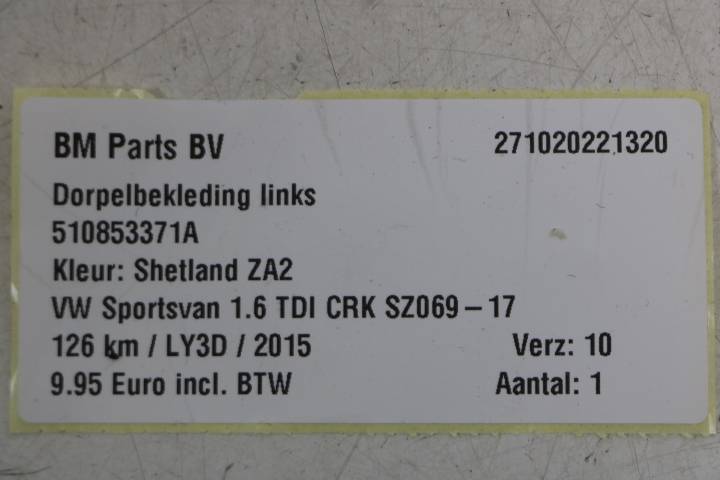 BM Parts BV 271020221320
Dorpelbekleding links
510853371A
Kleur: Shetland ZA2
VW Sportsvan 1.6 TDI CRK SZ069-17
126 km / LY3D / 2015 Verz: 10
9.95 Euro incl. BTW Aantal: 1